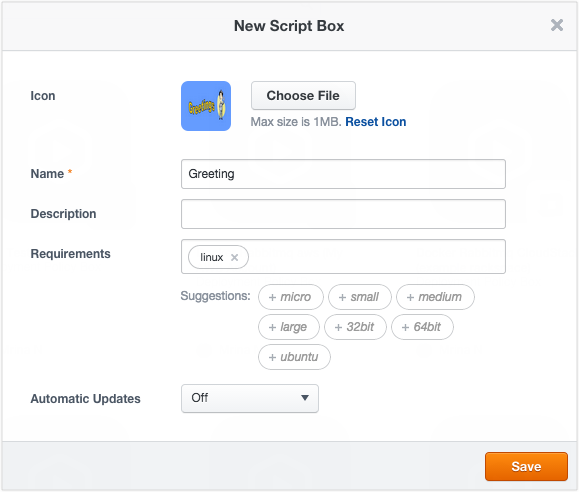 New Script Box
Icon
Greetings
Choose File
Max size is 1MB. Reset Icon
Name * Greeting
Description
Requirements linux
Suggestions: + micro + small + medium
+ large + 32bit + 64bit
+ ubuntu
Automatic Updates Off
Save